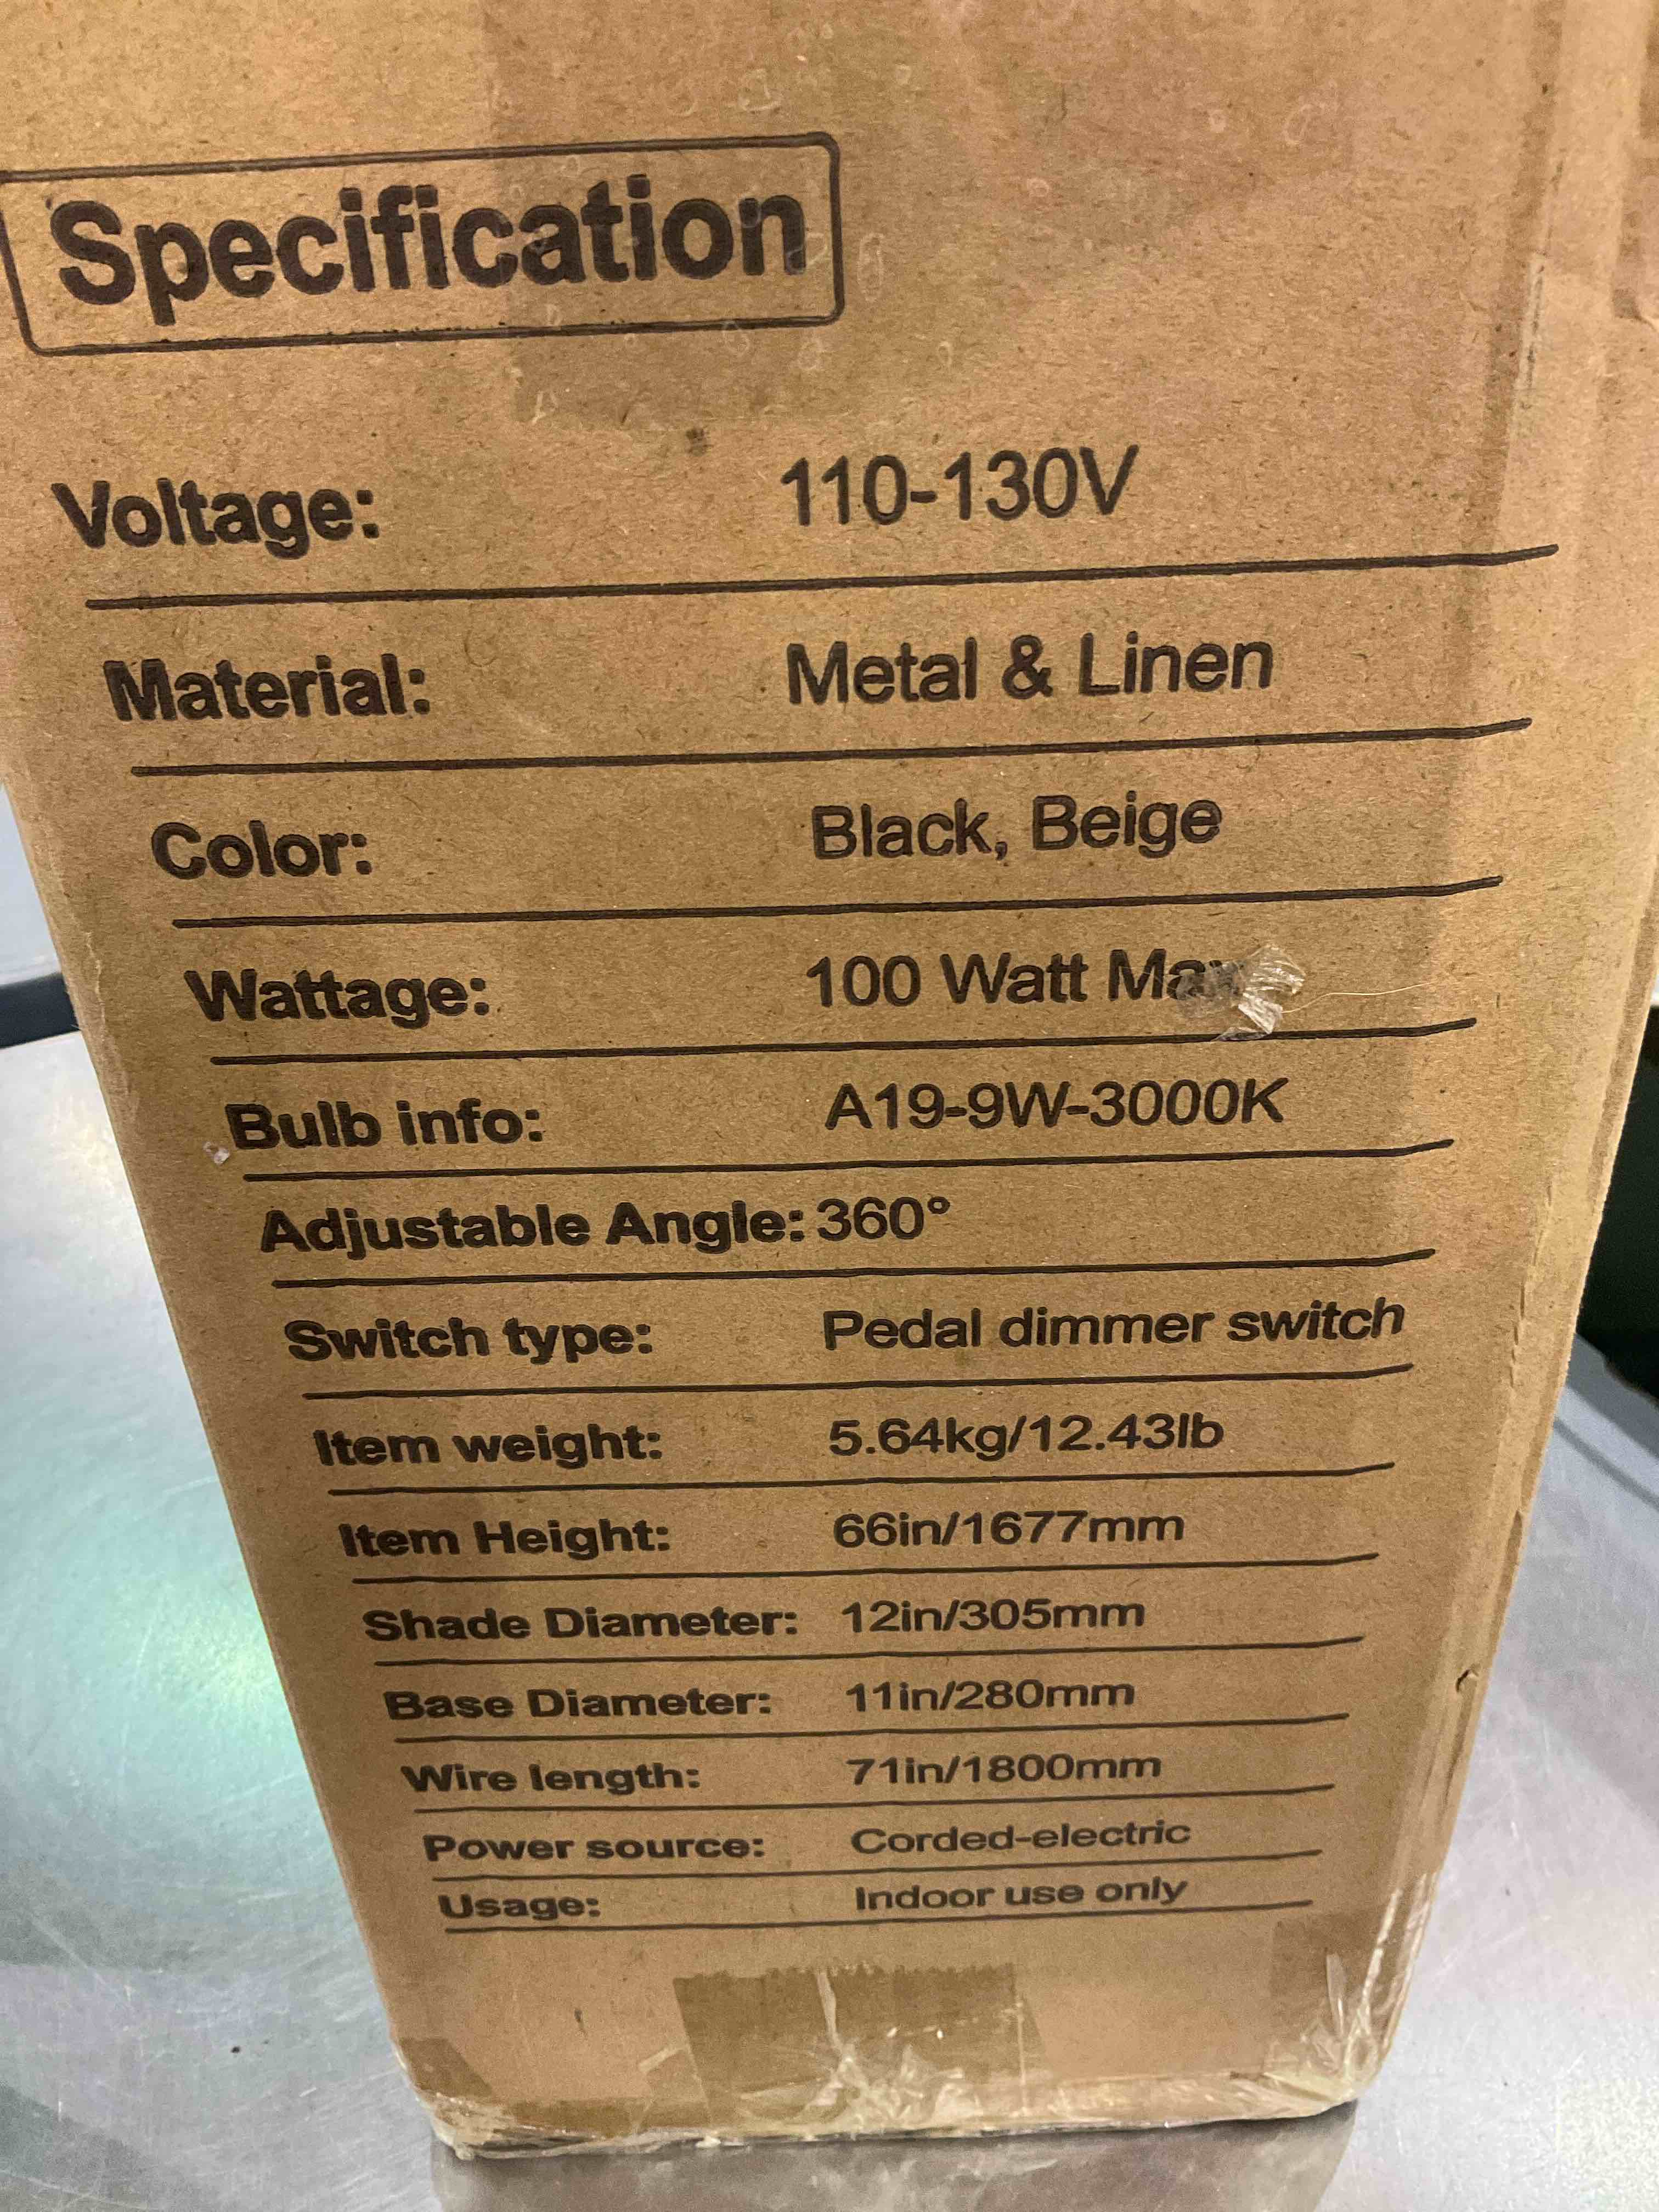 Specification
Voltage: 110-130V
Material: Metal & Linen
Color: Black, Beige
Wattage: 100 Watt Max
Bulb info: A19-9W-3000K
Adjustable Angle: 360°
Switch type: Pedal dimmer switch
Item weight: 5.64kg/12.43lb
Item Height: 66in/1677mm
Shade Diameter: 12in/305mm
Base Diameter: 11in/280mm
Wire length: 71in/1800mm
Power source: Corded-electric
Usage: Indoor use only